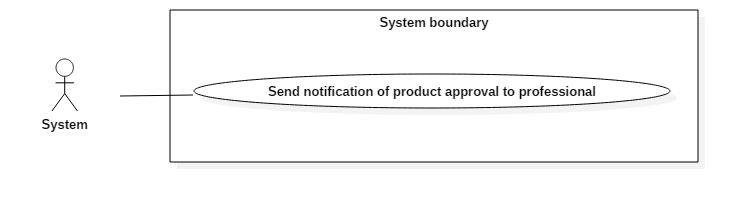 System boundary
Send notification of product approval to professional
System